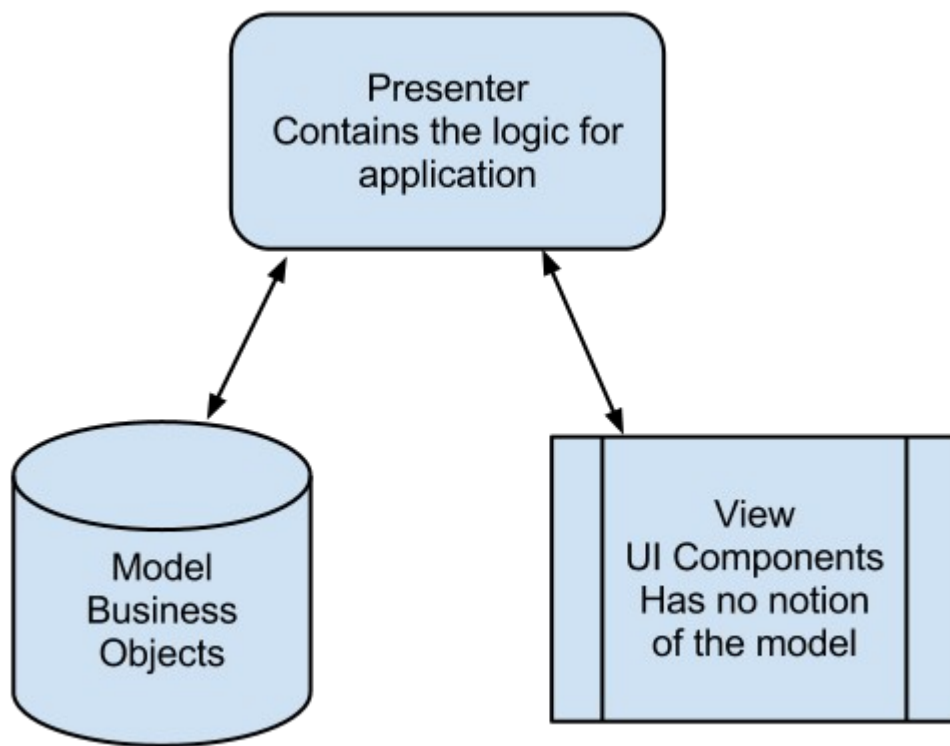 Presenter
Contains the logic for
application
Model
Business
Objects
View
UI Components
Has no notion
of the model